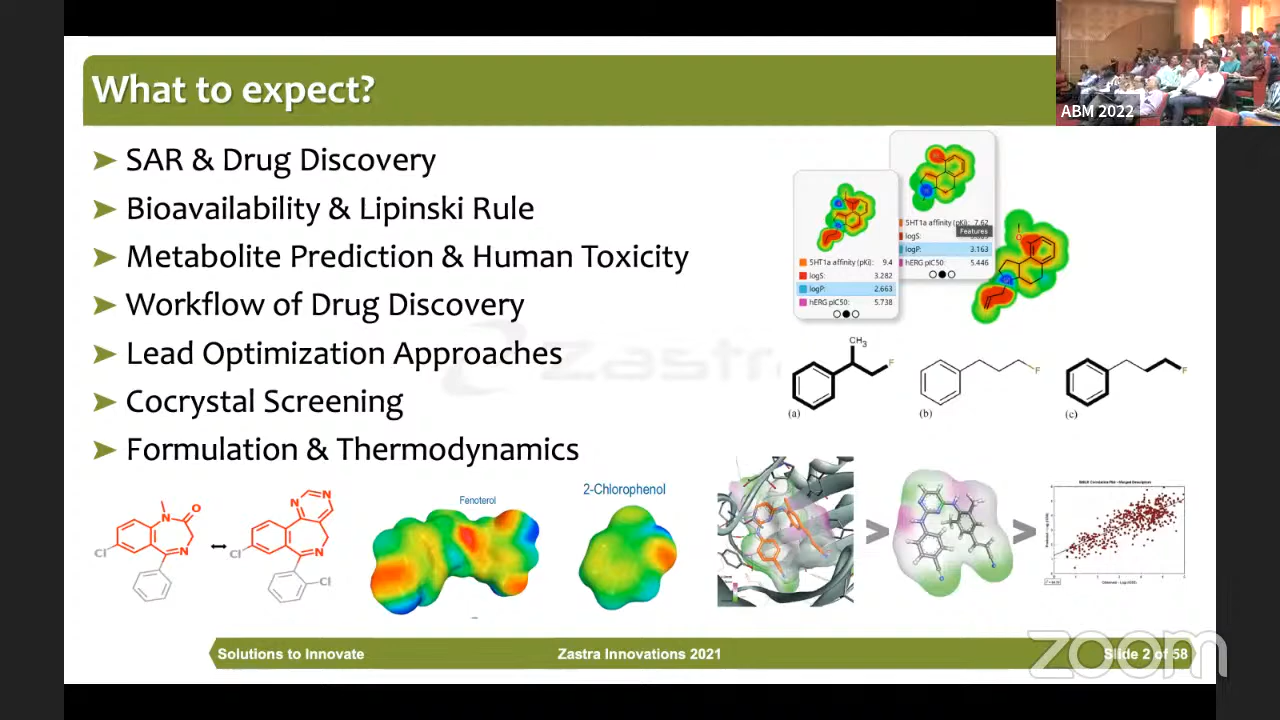 What to expect?
ABM 2022
SAR & Drug Discovery
Bioavailability & Lipinski Rule
Metabolite Prediction & Human Toxicity
Workflow of Drug Discovery
Lead Optimization Approaches
Cocrystal Screening
Formulation & Thermodynamics
5HT1a affinity (pKi): 7.62
logS:
Features
logP: 3.163
hERG pIC50: 5.446
5HT1a affinity (pKi): 9.4
logS: 3.282
logP: 2.663
hERG pIC50: 5.738
O
CH3
F
F
F
(a)
(b)
(c)
zastra
N
O
Cl
N
N
N
Cl
N
Cl
Fenoterol
2-Chlorophenol
> >
Solutions to Innovate
Zastra Innovations 2021
Slide 2 of 58
zoom